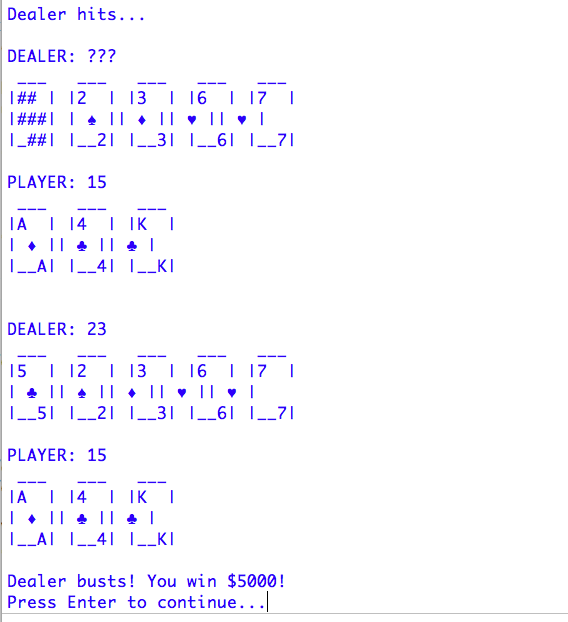 Dealer hits...

DEALER: ???
 ___   ___   ___   ___   ___
|## | |2  | |3  | |6  | |7  |
|###| | ♠ || ♦ || ♥ || ♥ |
|_##| |__2| |__3| |__6| |__7|

PLAYER: 15
 ___   ___   ___
|A  | |4  | |K  |
| ♦ || ♣ || ♣ |
|__A| |__4| |__K|


DEALER: 23
 ___   ___   ___   ___   ___
|5  | |2  | |3  | |6  | |7  |
| ♣ || ♠ || ♦ || ♥ || ♥ |
|__5| |__2| |__3| |__6| |__7|

PLAYER: 15
 ___   ___   ___
|A  | |4  | |K  |
| ♦ || ♣ || ♣ |
|__A| |__4| |__K|

Dealer busts! You win $5000!
Press Enter to continue...